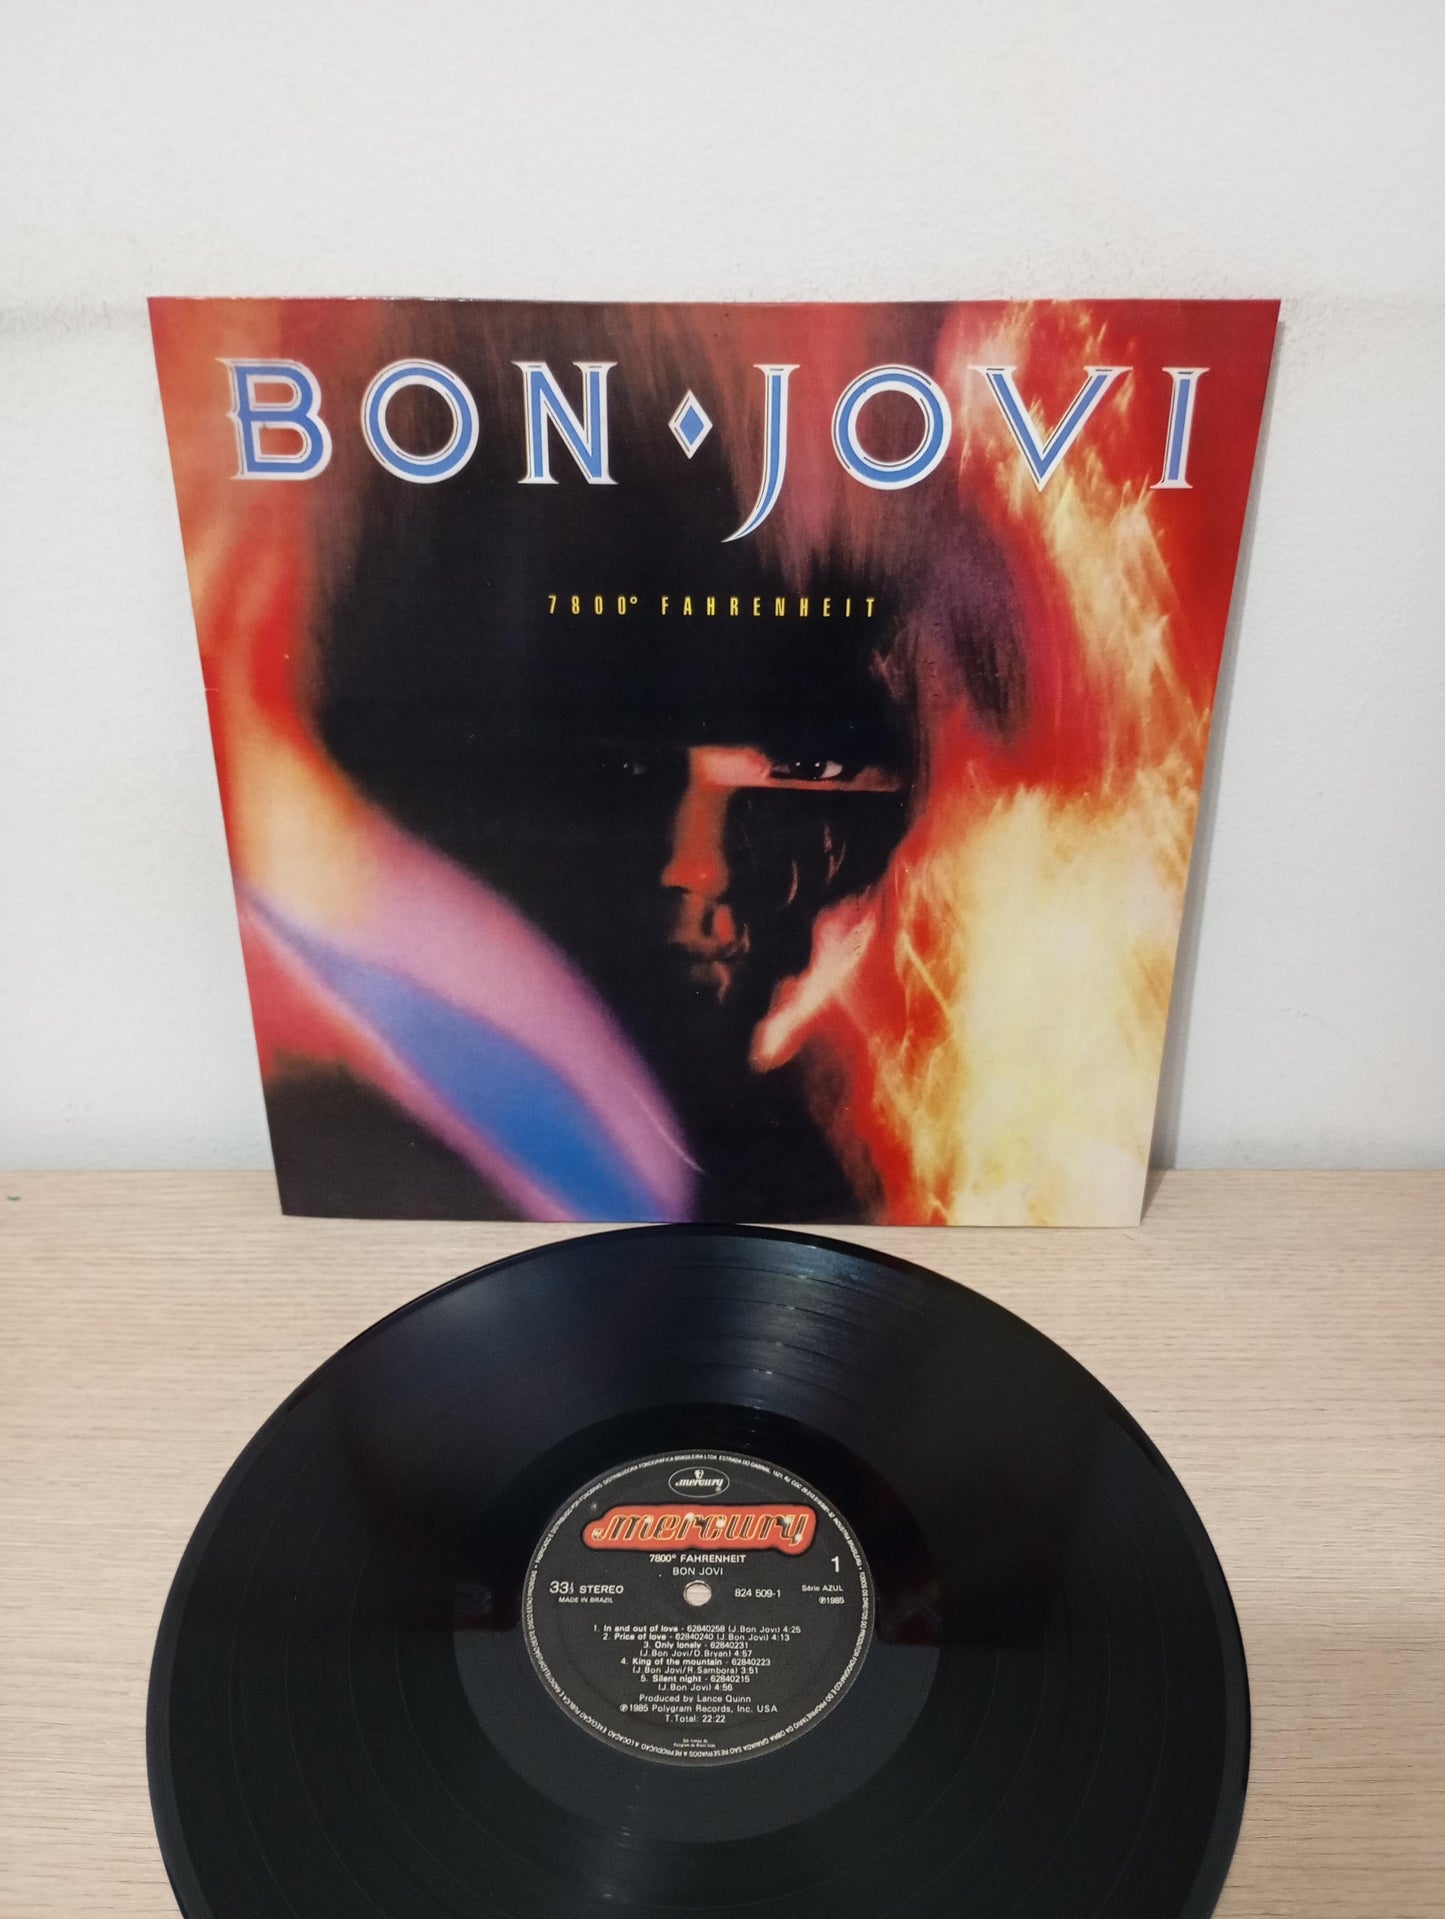 BON ♦ JOVI
7800° FAHRENHEIT
mercury
mercury
7800° FAHRENHEIT
BON JOVI
1
33⅓ STEREO
MADE IN BRAZIL
824 509-1
Série AZUL
℗1985
1. In and out of love - 62840258 (J. Bon Jovi) 4:25
2. Price of love - 62840240 (J. Bon Jovi) 4:13
3. Only lonely - 62840231
(J. Bon Jovi/D. Bryan) 4:57
4. King of the mountain - 62840223
(J. Bon Jovi/R. Sambora) 3:51
5. Silent night - 62840215
(J. Bon Jovi) 4:56
Produced by Lance Quinn
℗1985 Polygram Records, Inc. USA
T. Total: 22:22